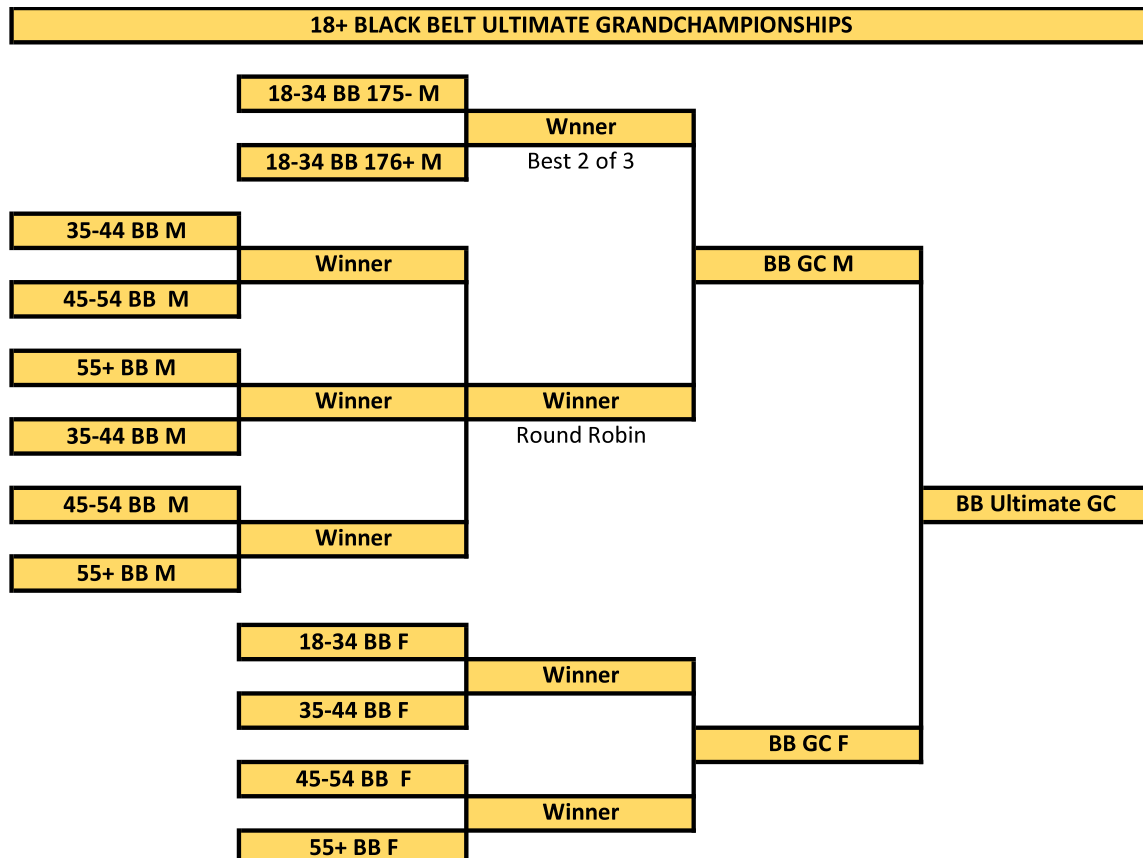 18+ BLACK BELT ULTIMATE GRANDCHAMPIONSHIPS
18-34 BB 175- M
Wnner
18-34 BB 176+ M
Best 2 of 3
35-44 BB M
Winner
BB GC M
45-54 BB  M
55+ BB M
Winner
Winner
35-44 BB M
Round Robin
45-54 BB  M
BB Ultimate GC
Winner
55+ BB M
18-34 BB F
Winner
35-44 BB F
BB GC F
45-54 BB  F
Winner
55+ BB F